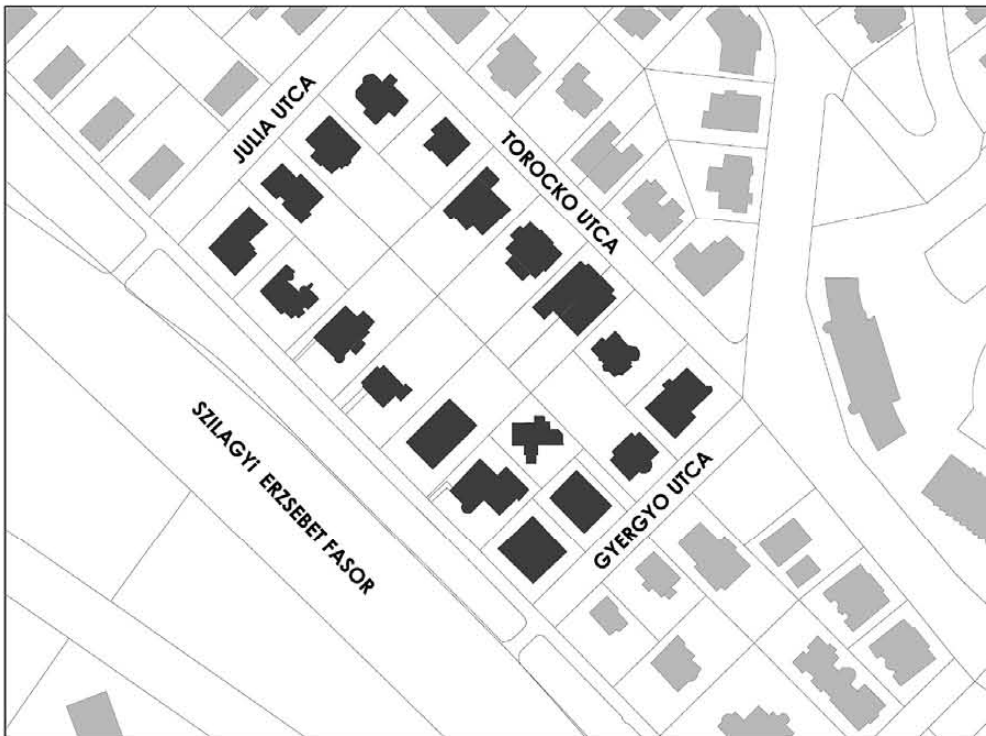 JULIA UTCA
TOROCKO UTCA
SZILAGYi ERZSEBET FASOR
GYERGYO UTCA